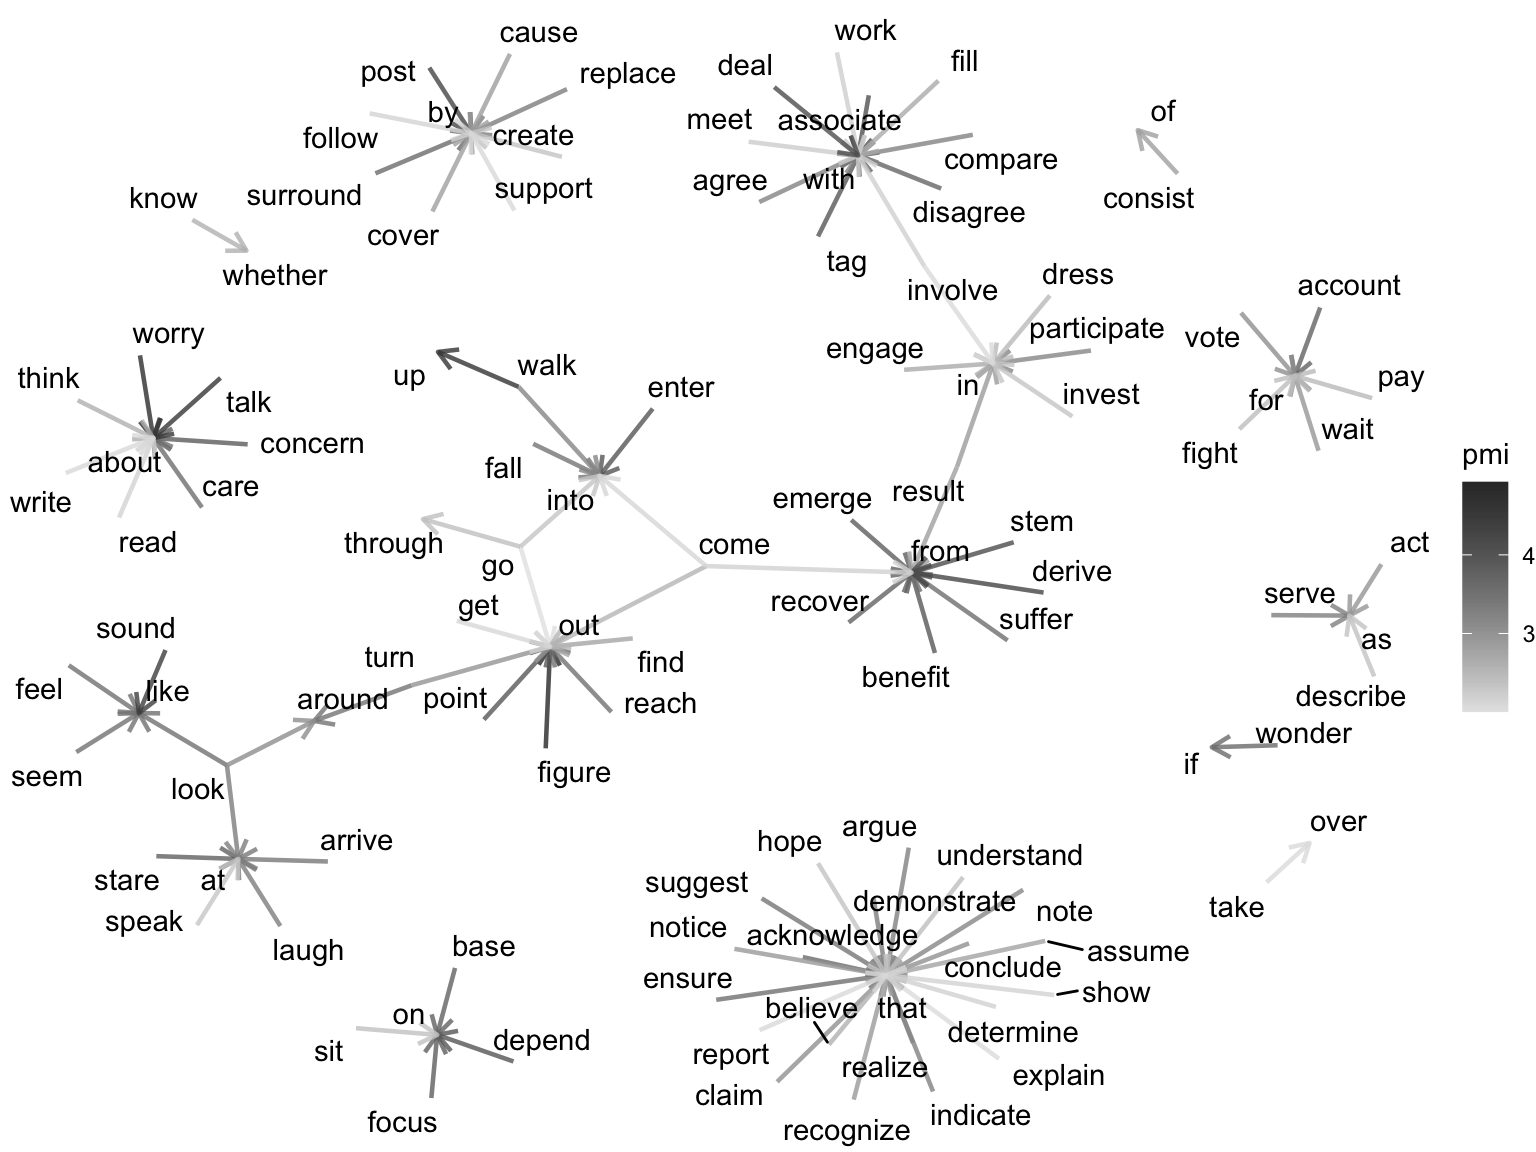 work
cause
fill
deal
post
replace
of
by
meet
associate
follow
create
compare
with
agree
know
surround
support
consist
disagree
cover
tag
whether
dress
account
involve
worry
participate
vote
engage
walk
think
up
enter
in
pay
invest
talk
for
wait
concern
about
fight
pmi
fall
care
into
result
write
emerge
stem
read
through
come
from
act
4
go
derive
get
recover
serve
suffer
3
sound
out
as
turn
find
like
feel
around
point
benefit
describe
reach
wonder
seem
figure
if
look
over
argue
arrive
hope
understand
stare
at
suggest
demonstrate
take
note
speak
notice
acknowledge
base
laugh
assume
ensure
conclude
show
on
believe
that
determine
depend
sit
report
realize
explain
claim
focus
indicate
recognize